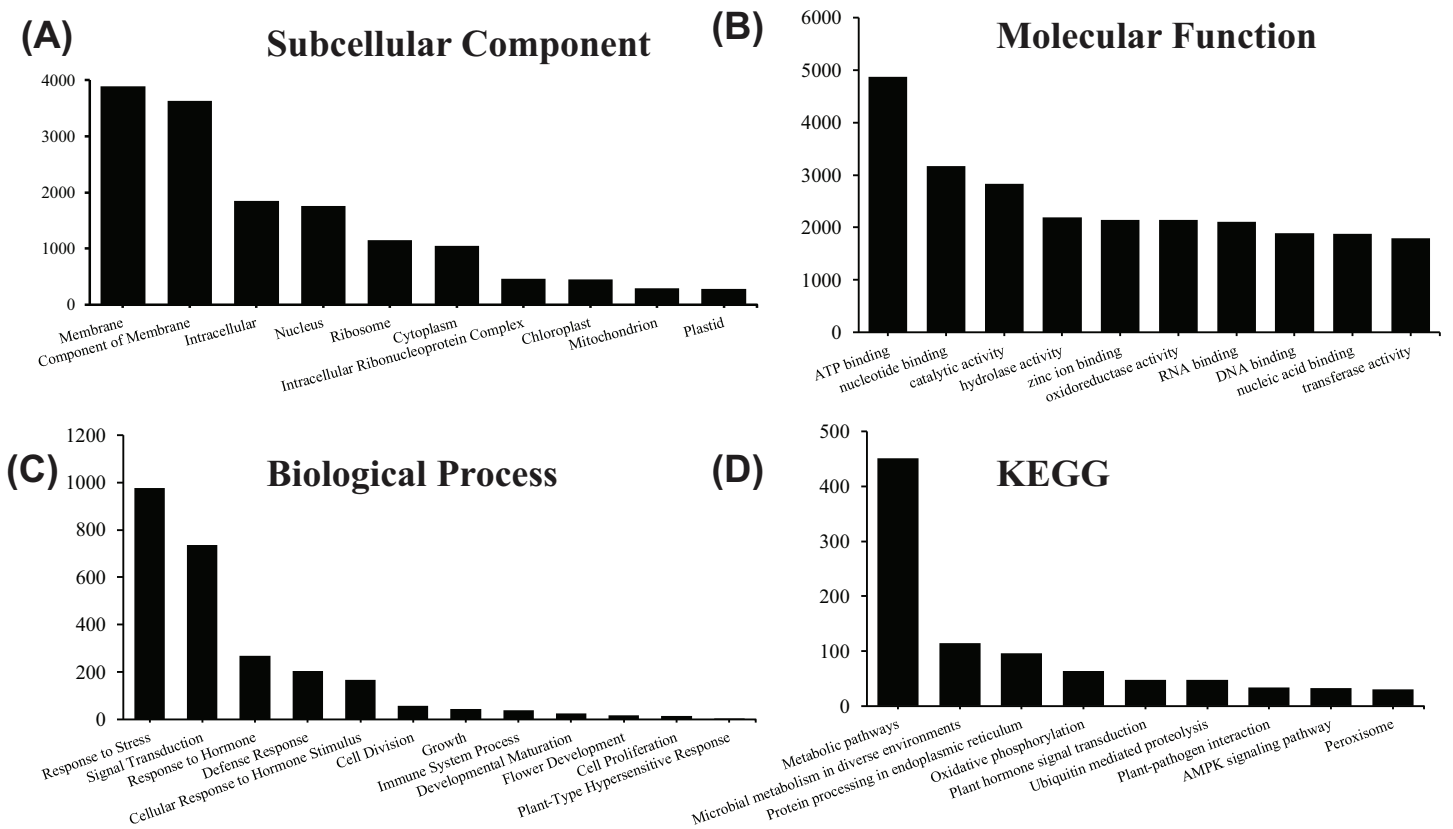 (A)
Subcellular Component
4000
3000
2000
1000
0
Membrane
Component of Membrane
Intracellular
Nucleus
Ribosome
Cytoplasm
Intracellular Ribonucleoprotein Complex
Chloroplast
Mitochondrion
Plastid
(B)
Molecular Function
6000
5000
4000
3000
2000
1000
0
ATP binding
nucleotide binding
catalytic activity
hydrolase activity
zinc ion binding
oxidoreductase activity
RNA binding
DNA binding
nucleic acid binding
transferase activity
(C)
Biological Process
1200
1000
800
600
400
200
0
Response to Stress
Signal Transduction
Response to Hormone
Defense Response
Cellular Response to Hormone Stimulus
Cell Division
Growth
Immune System Process
Developmental Maturation
Flower Development
Cell Proliferation
Plant-Type Hypersensitive Response
(D)
KEGG
500
400
300
200
100
0
Metabolic pathways
Microbial metabolism in diverse environments
Protein processing in endoplasmic reticulum
Oxidative phosphorylation
Plant hormone signal transduction
Ubiquitin mediated proteolysis
Plant-pathogen interaction
AMPK signaling pathway
Peroxisome